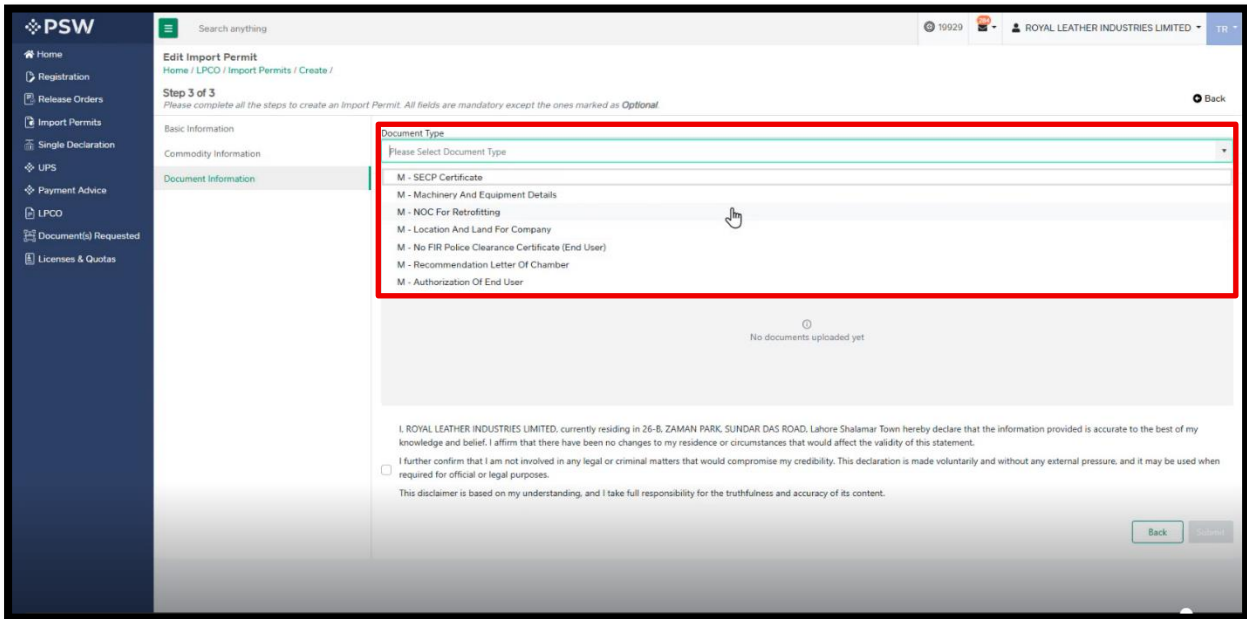 PSW
Search anything
19929
ROYAL LEATHER INDUSTRIES LIMITED
TR
Home
Registration
Release Orders
Import Permits
Single Declaration
UPS
Payment Advice
LPCO
Document(s) Requested
Licenses & Quotas
Edit Import Permit
Home / LPCO / Import Permits / Create /
Step 3 of 3
Please complete all the steps to create an Import Permit. All fields are mandatory except the ones marked as Optional.
Back
Basic Information
Commodity Information
Document Information
Document Type
Please Select Document Type
M - SECP Certificate
M - Machinery And Equipment Details
M - NOC For Retrofitting
M - Location And Land For Company
M - No FIR Police Clearance Certificate (End User)
M - Recommendation Letter Of Chamber
M - Authorization Of End User
No documents uploaded yet
I, ROYAL LEATHER INDUSTRIES LIMITED, currently residing in 26-B, ZAMAN PARK, SUNDAR DAS ROAD, Lahore Shalamar Town hereby declare that the information provided is accurate to the best of my
knowledge and belief. I affirm that there have been no changes to my residence or circumstances that would affect the validity of this statement.
I further confirm that I am not involved in any legal or criminal matters that would compromise my credibility. This declaration is made voluntarily and without any external pressure, and it may be used when
required for official or legal purposes.
This disclaimer is based on my understanding, and I take full responsibility for the truthfulness and accuracy of its content.
Back
Submit